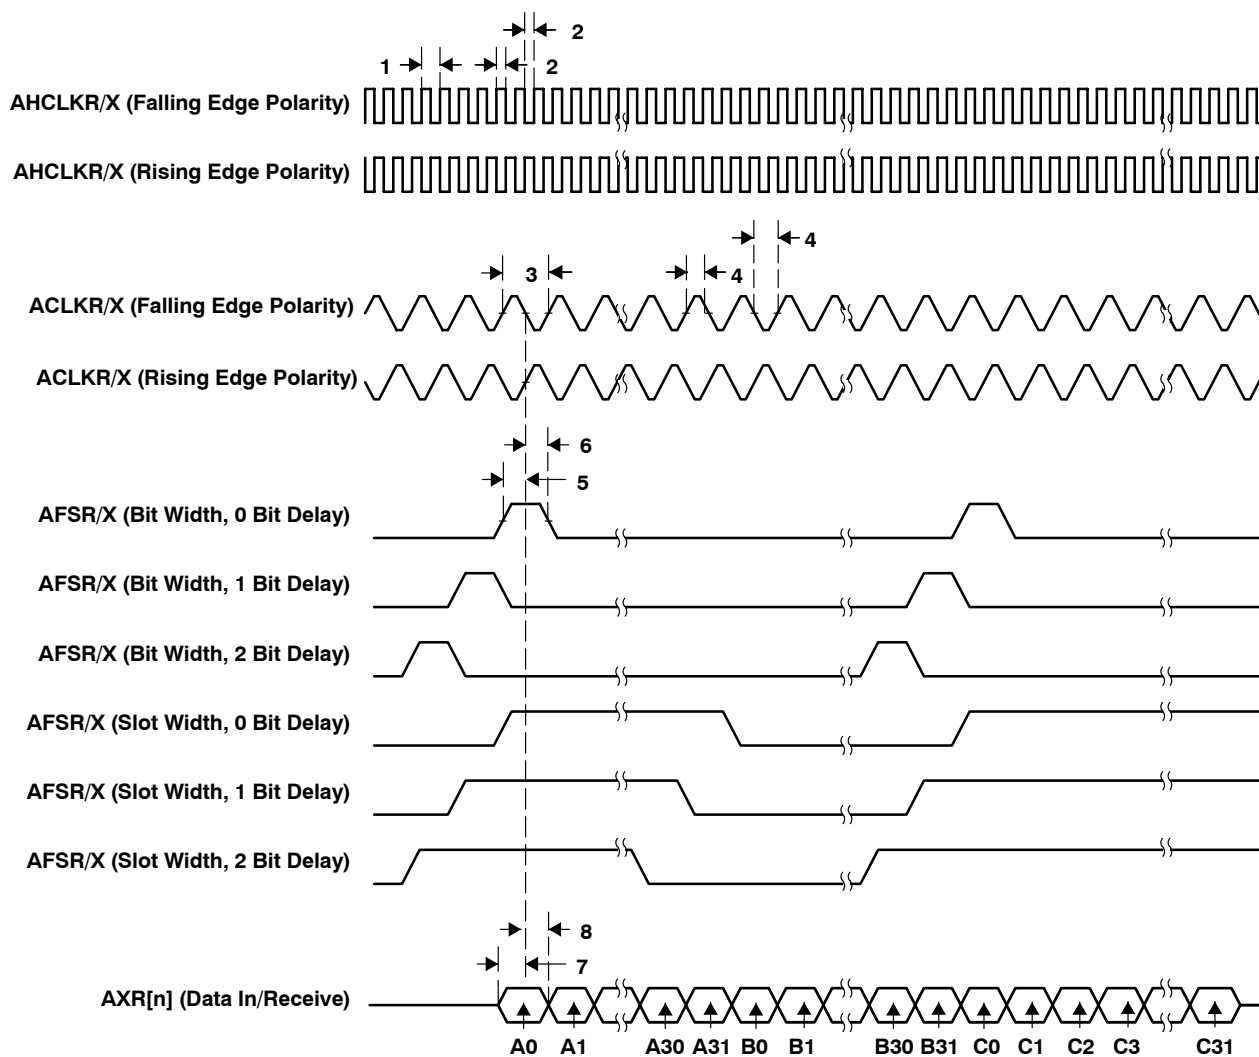 2
1
2
AHCLKR/X (Falling Edge Polarity)
AHCLKR/X (Rising Edge Polarity)
4
3
4
ACLKR/X (Falling Edge Polarity)
ACLKR/X (Rising Edge Polarity)
6
5
AFSR/X (Bit Width, 0 Bit Delay)
AFSR/X (Bit Width, 1 Bit Delay)
AFSR/X (Bit Width, 2 Bit Delay)
AFSR/X (Slot Width, 0 Bit Delay)
AFSR/X (Slot Width, 1 Bit Delay)
AFSR/X (Slot Width, 2 Bit Delay)
8
7
AXR[n] (Data In/Receive)
A0 A1 A30 A31 B0 B1 B30 B31 C0 C1 C2 C3 C31